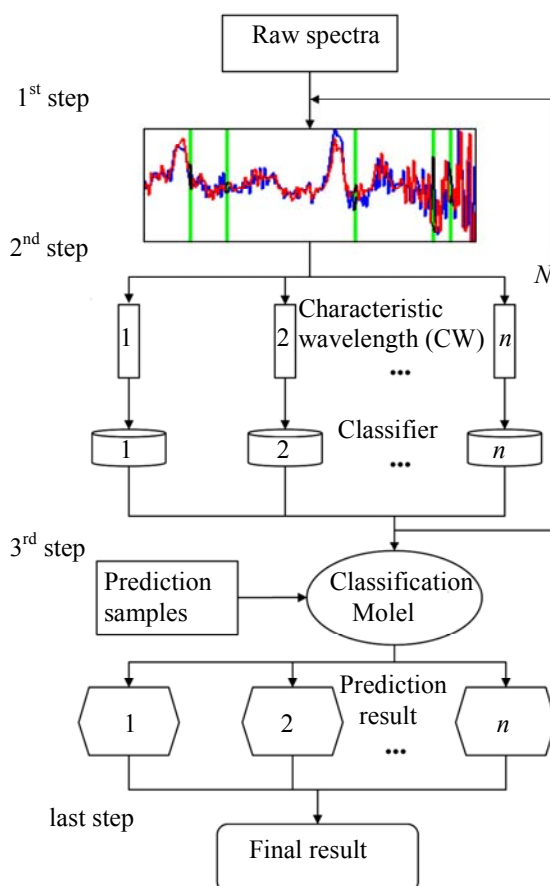 Raw spectra
1st step
2nd step
N
1
2
Characteristic
wavelength (CW)
...
n
1
2
Classifier
...
n
3rd step
Prediction
samples
Classification
Molel
1
2
Prediction
result
...
n
last step
Final result